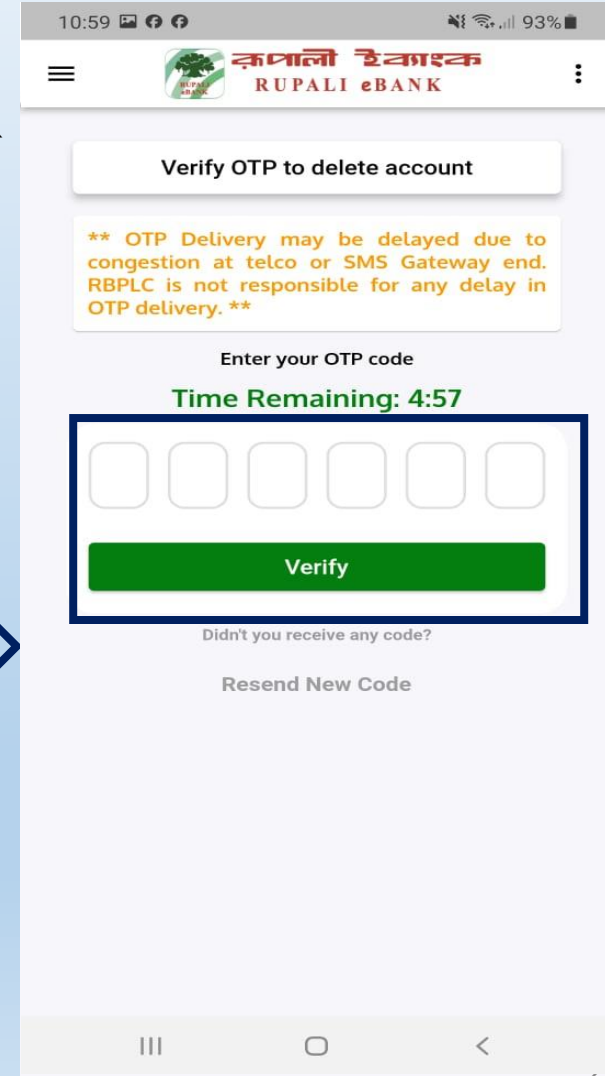 10:59 93%
রূপালী ইব্যাংক
RUPALI eBANK
RUPALI
eBANK
Verify OTP to delete account
** OTP Delivery may be delayed due to
congestion at telco or SMS Gateway end.
RBPLC is not responsible for any delay in
OTP delivery. **
Enter your OTP code
Time Remaining: 4:57
Verify
Didn't you receive any code?
Resend New Code